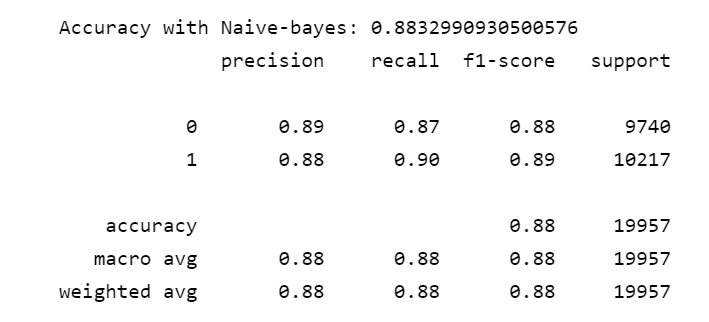 Accuracy with Naive-bayes: 0.8832990930500576
precision recall f1-score support
0 0.89 0.87 0.88 9740
1 0.88 0.90 0.89 10217
accuracy 0.88 19957
macro avg 0.88 0.88 0.88 19957
weighted avg 0.88 0.88 0.88 19957